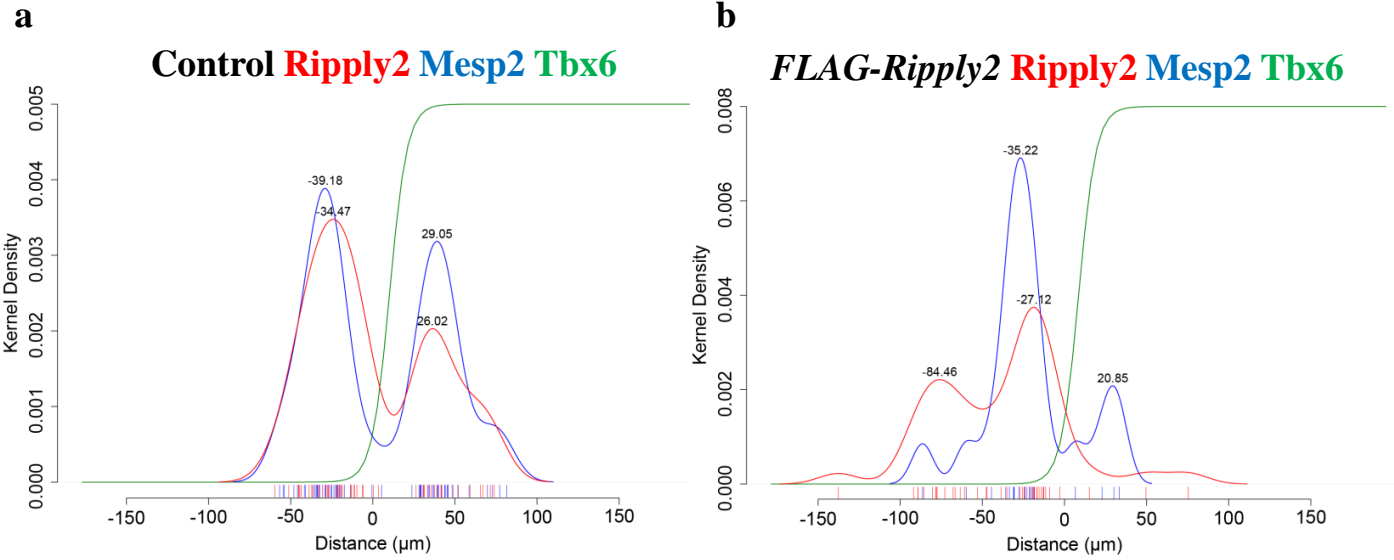 a
Control Ripply2 Mesp2 Tbx6
Kernel Density
0.005
0.004
0.003
0.002
0.001
0.000
-39.18
-34.47
29.05
26.02
-150 -100 -50 0 50 100 150
Distance (µm)
b
FLAG-Ripply2 Ripply2 Mesp2 Tbx6
Kernel Density
0.008
0.006
0.004
0.002
0.000
-35.22
-27.12
-84.46
20.85
-150 -100 -50 0 50 100 150
Distance (µm)